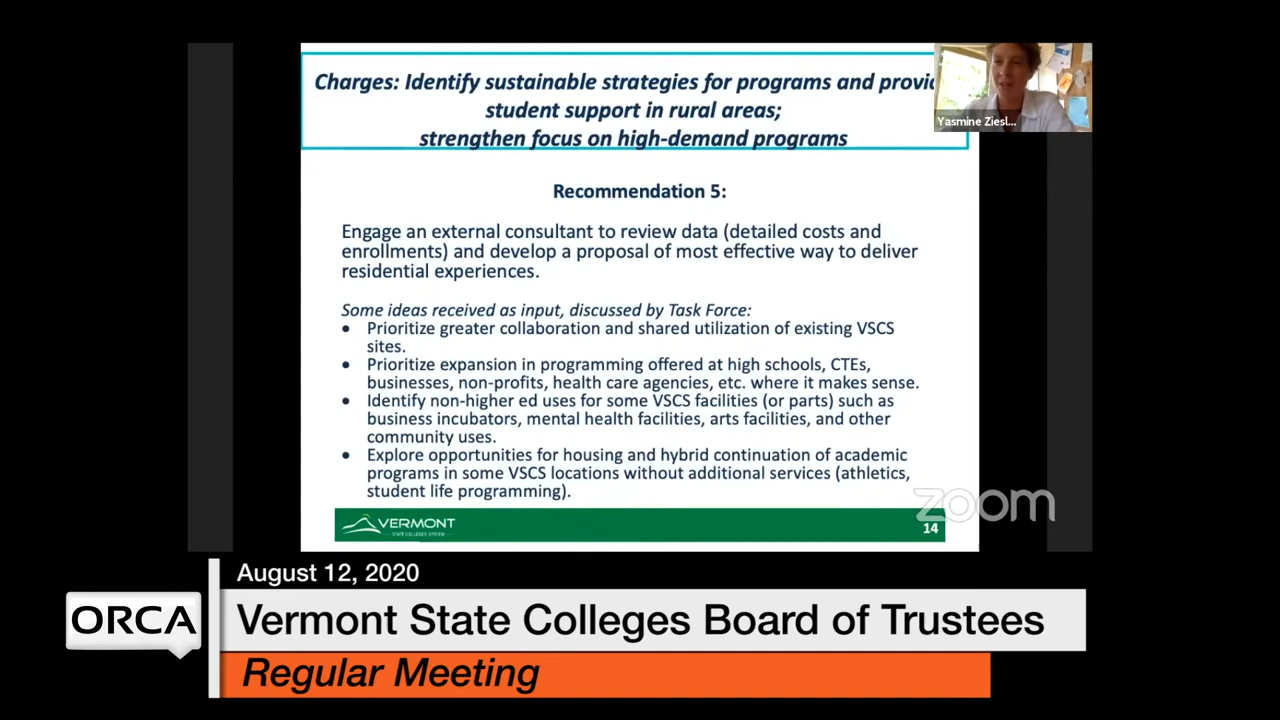 Charges: Identify sustainable strategies for programs and provi
student support in rural areas;
strengthen focus on high-demand programs
Yasmine Ziesl...
Recommendation 5:
Engage an external consultant to review data (detailed costs and
enrollments) and develop a proposal of most effective way to deliver
residential experiences.
Some ideas received as input, discussed by Task Force:
• Prioritize greater collaboration and shared utilization of existing VSCS
sites.
• Prioritize expansion in programming offered at high schools, CTEs,
businesses, non-profits, health care agencies, etc. where it makes sense.
• Identify non-higher ed uses for some VSCS facilities (or parts) such as
business incubators, mental health facilities, arts facilities, and other
community uses.
• Explore opportunities for housing and hybrid continuation of academic
programs in some VSCS locations without additional services (athletics,
student life programming).
zoom
VERMONT
STATE COLLEGES SYSTEM
14
August 12, 2020
ORCA
Vermont State Colleges Board of Trustees
Regular Meeting